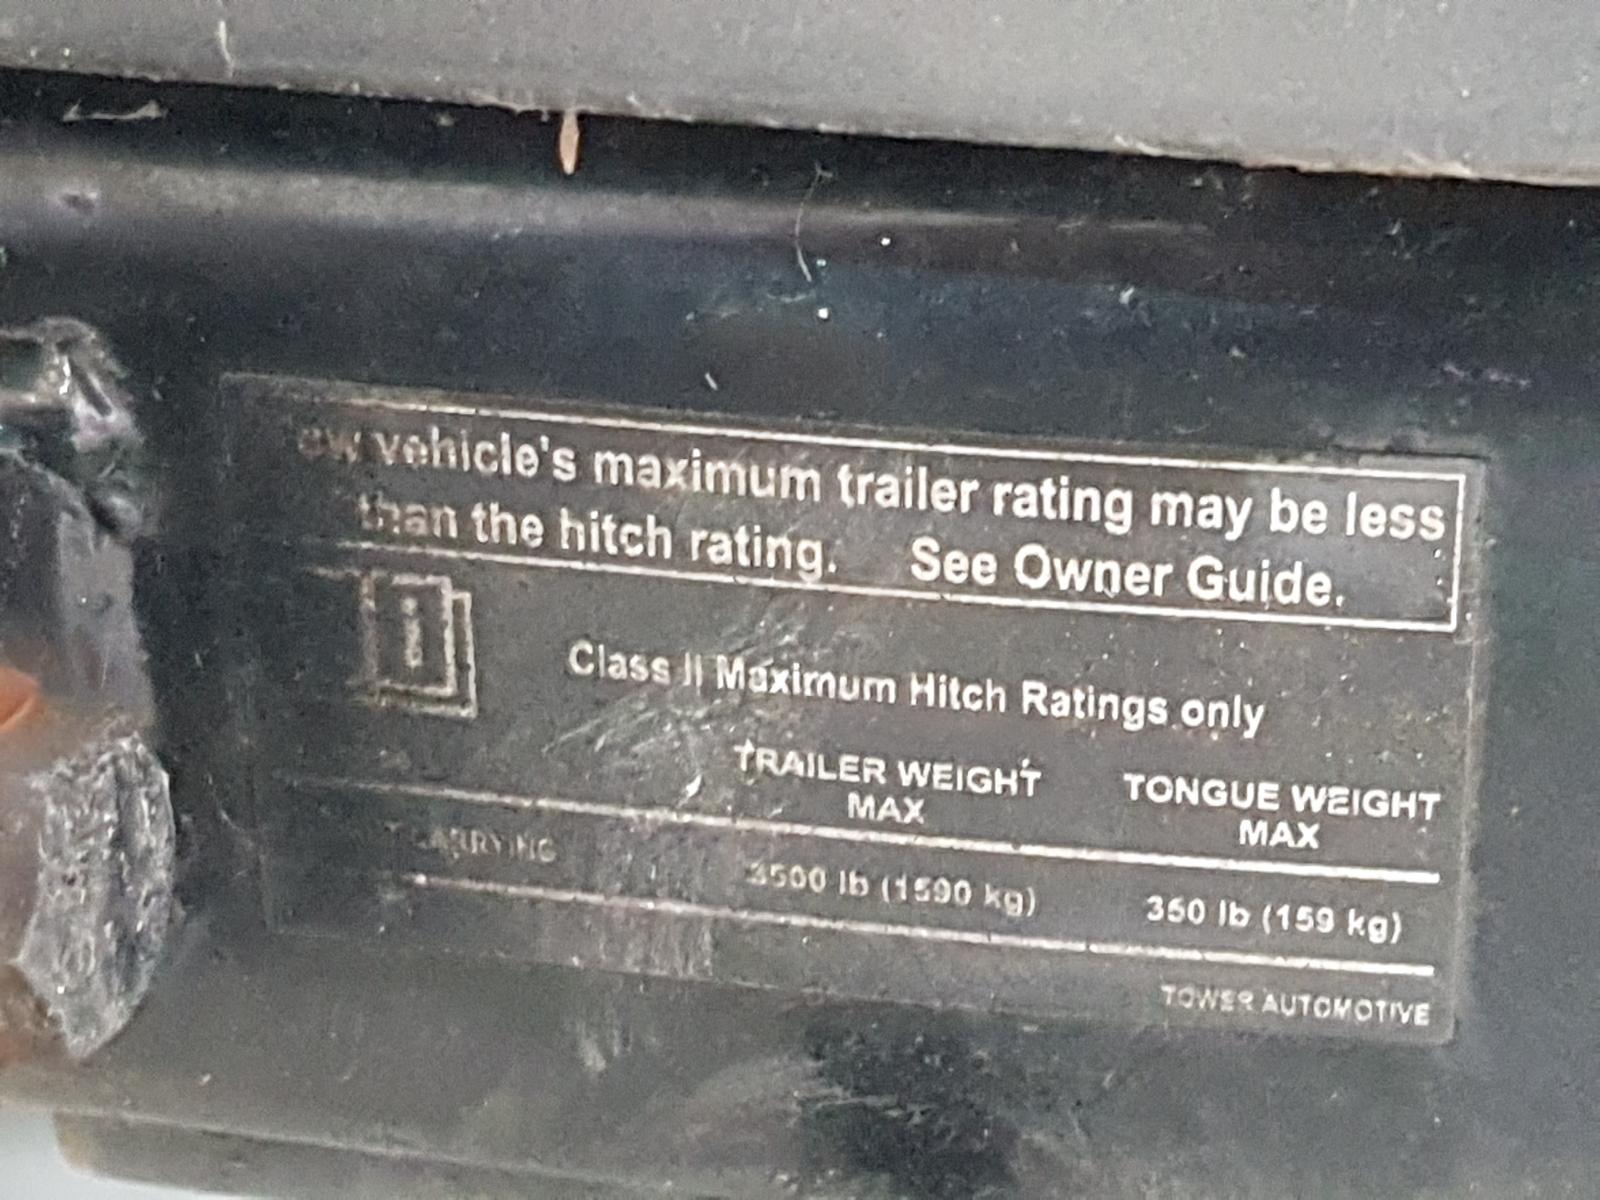 vehicle's maximum trailer rating may be less
than the hitch rating. See Owner Guide.
i
Class II Maximum Hitch Ratings only
TRAILER WEIGHT
MAX
TONGUE WEIGHT
MAX
CARRYING
3500 lb (1590 kg)
350 lb (159 kg)
TOWER AUTOMOTIVE